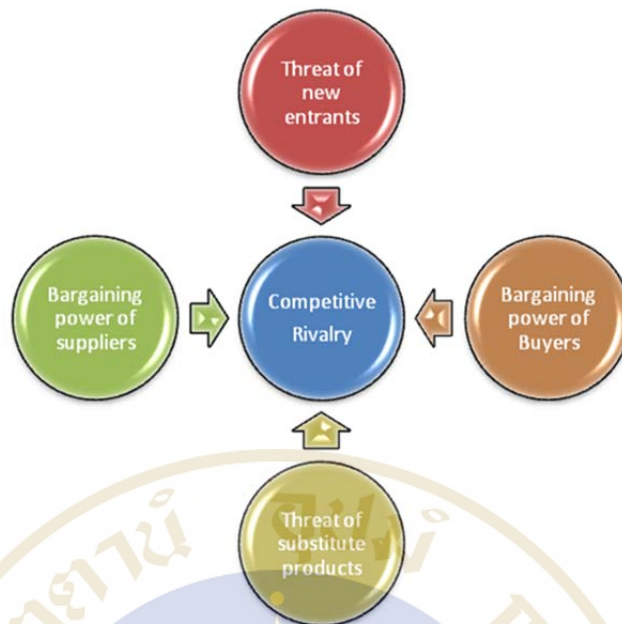 Threat of
new
entrants
Bargaining
power of
suppliers
Competitive
Rivalry
Bargaining
power of
Buyers
Threat of
substitute
products